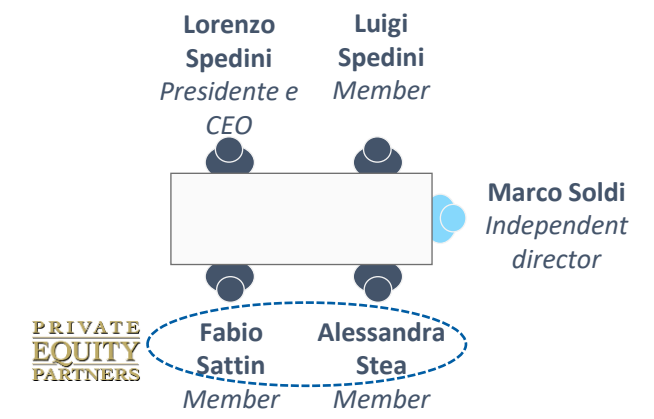 Lorenzo
Spedini
Presidente e
CEO
Luigi
Spedini
Member
Marco Soldi
Independent
director
PRIVATE
EQUITY
PARTNERS
Fabio
Sattin
Member
Alessandra
Stea
Member